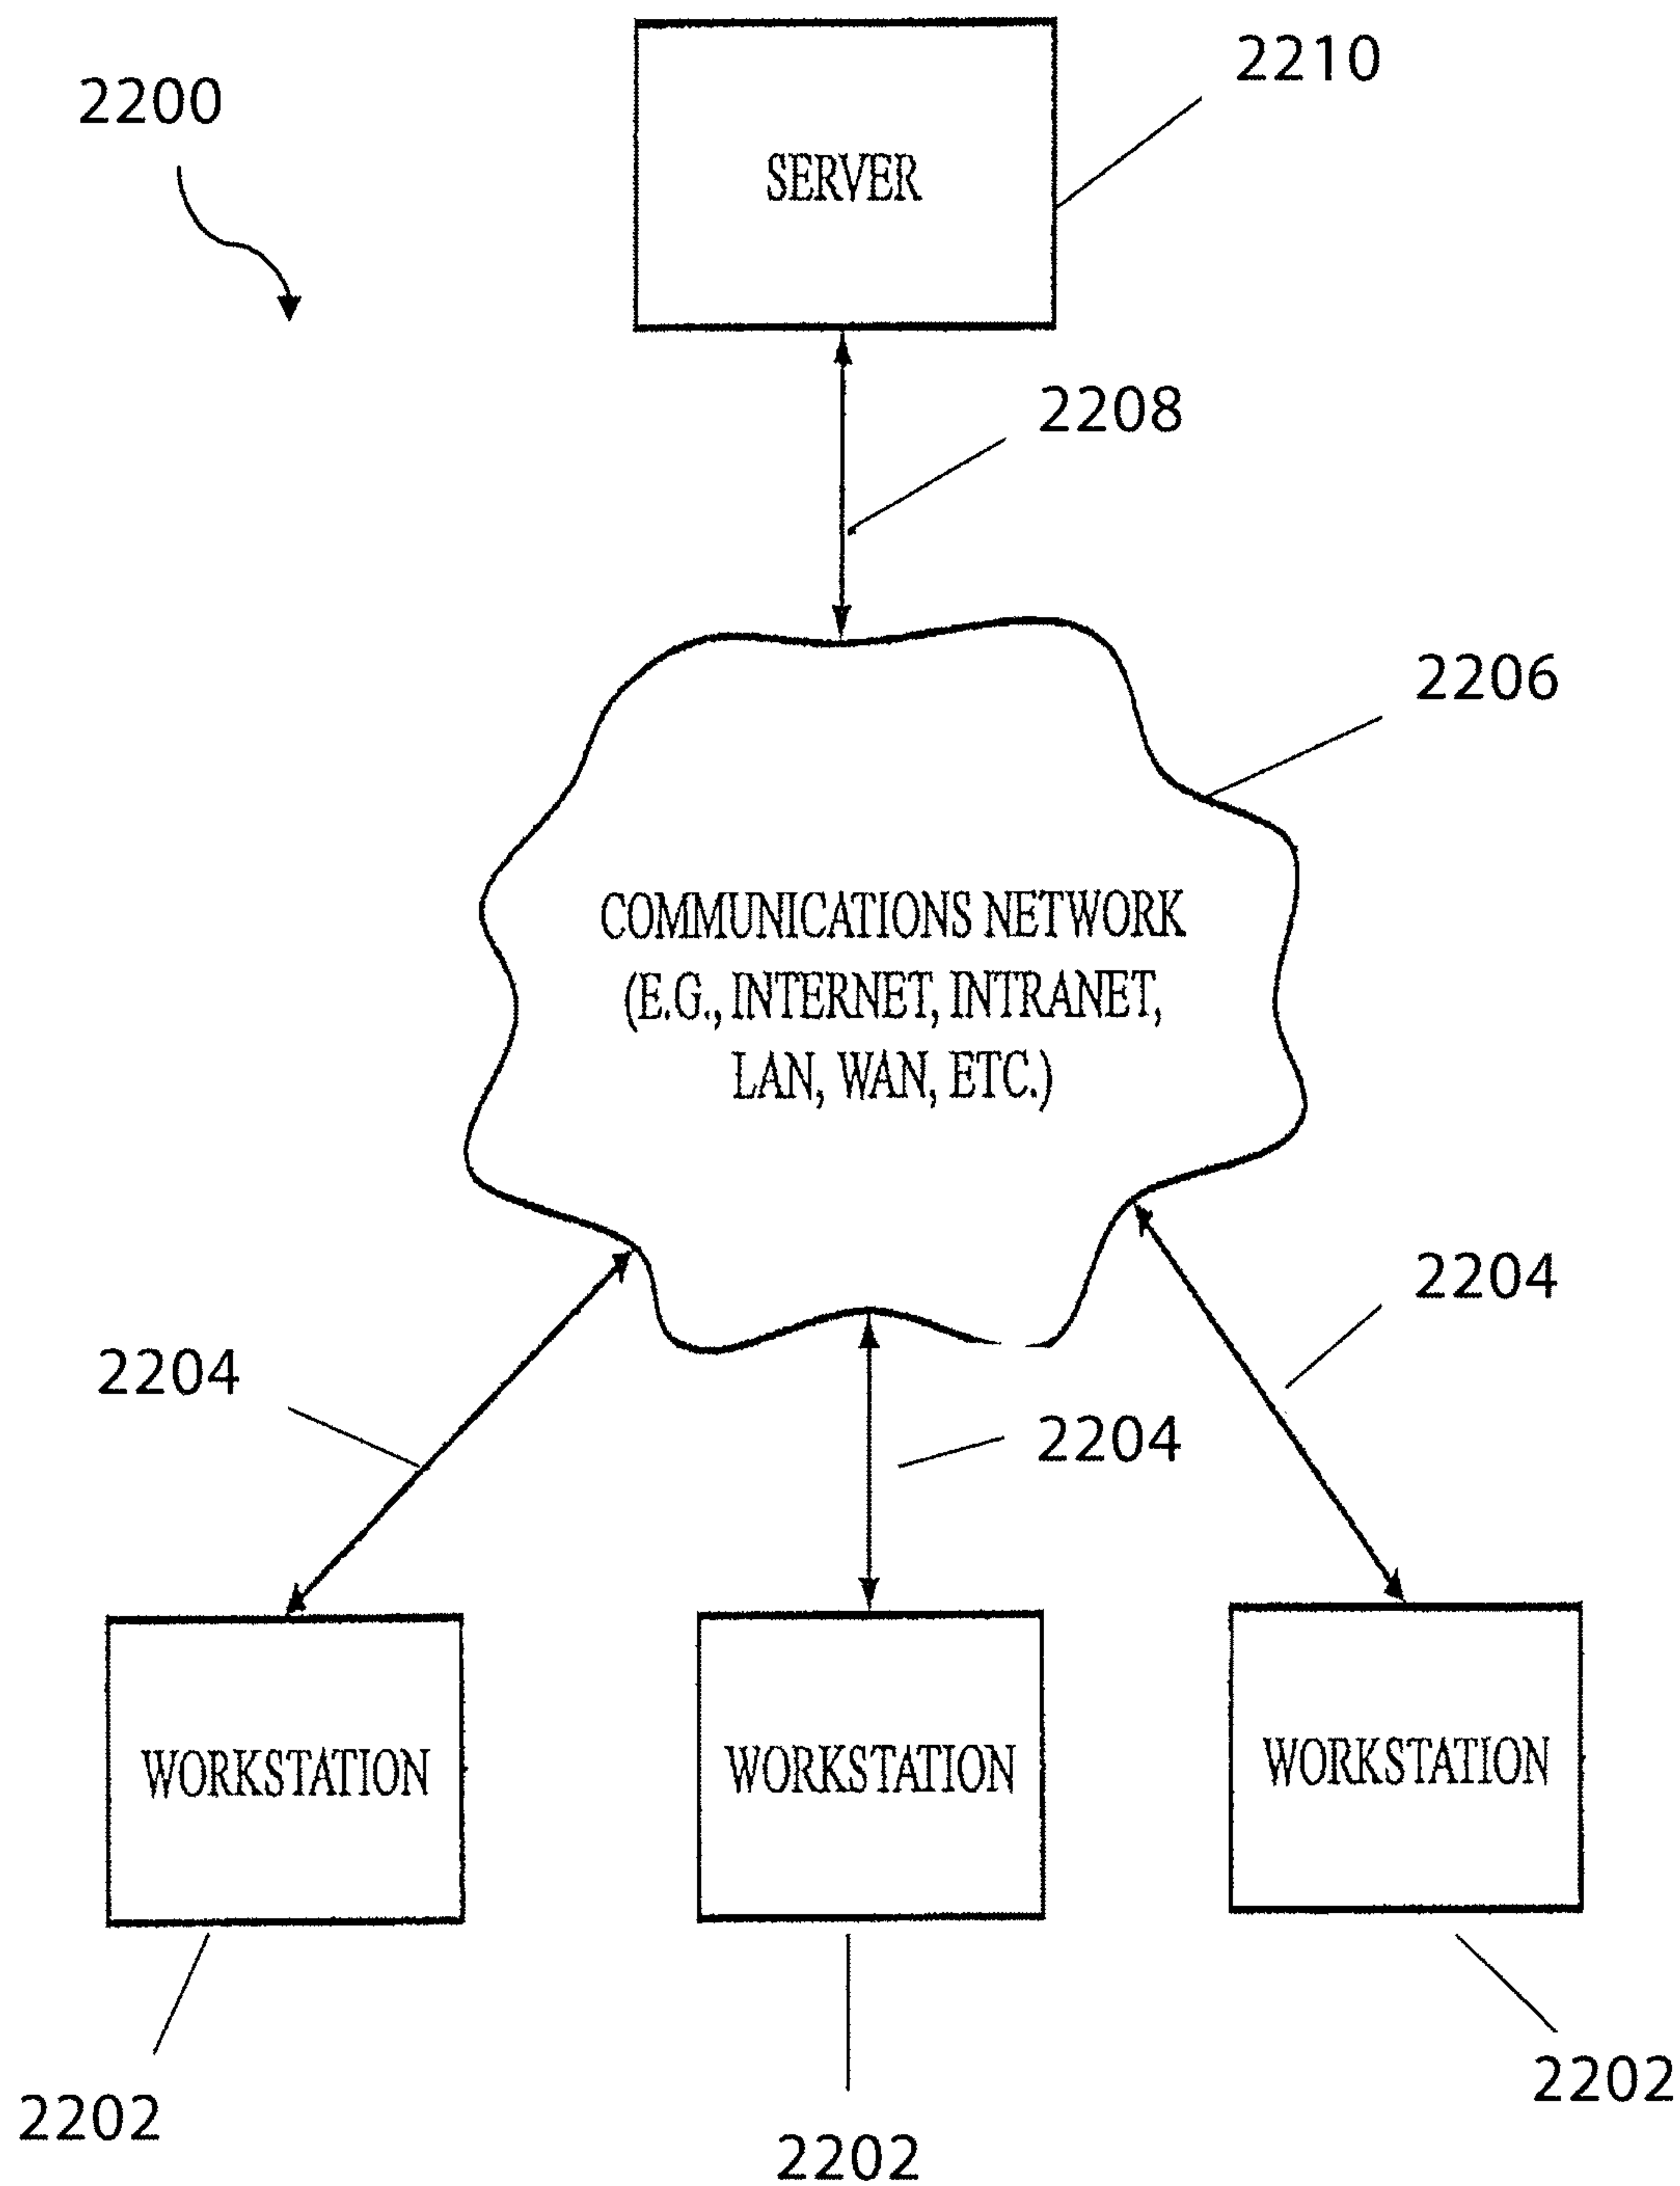 2200
2210
SERVER
2208
2206
COMMUNICATIONS NETWORK
(E.G., INTERNET, INTRANET,
LAN, WAN, ETC.)
2204
2204
2204
WORKSTATION
WORKSTATION
WORKSTATION
2202
2202
2202